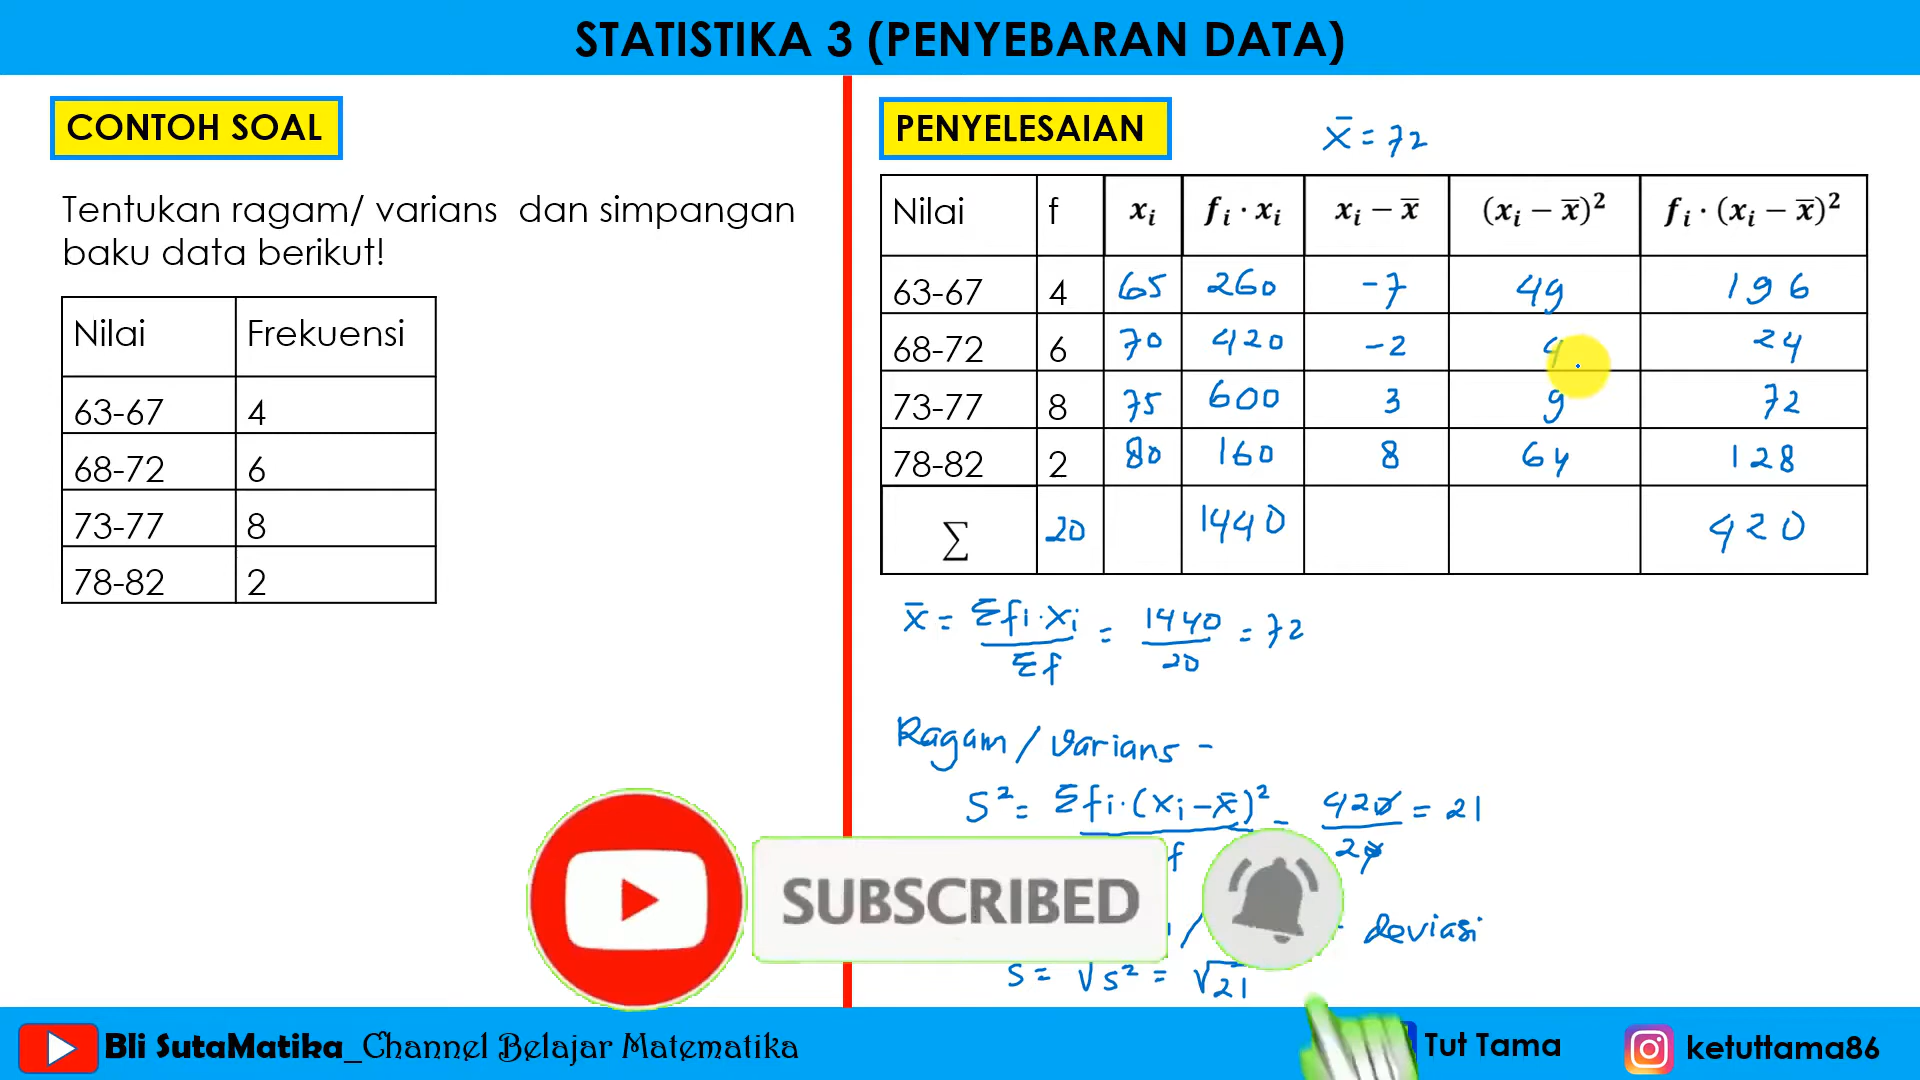 STATISTIKA 3 (PENYEBARAN DATA)
CONTOH SOAL
Tentukan ragam/ varians dan simpangan
baku data berikut!
Nilai Frekuensi
63-67 4
68-72 6
73-77 8
78-82 2
PENYELESAIAN
x̄ = 72
Nilai f xᵢ fᵢ · xᵢ xᵢ − x̄ (xᵢ − x̄)² fᵢ · (xᵢ − x̄)²
63-67 4 65 260 -7 49 196
68-72 6 70 420 -2 4 24
73-77 8 75 600 3 9 72
78-82 2 80 160 8 64 128
∑ 20 1440 420
x̄ = Σfi·xi / Σf = 1440 / 20 = 72
Ragam / varians =
S² = Σfi·(xi − x̄)² / f = 420 / 20 = 21
/ deviasi
S = √s² = √21
SUBSCRIBED
Bli SutaMatika_Channel Belajar Matematika
Tut Tama
ketuttama86